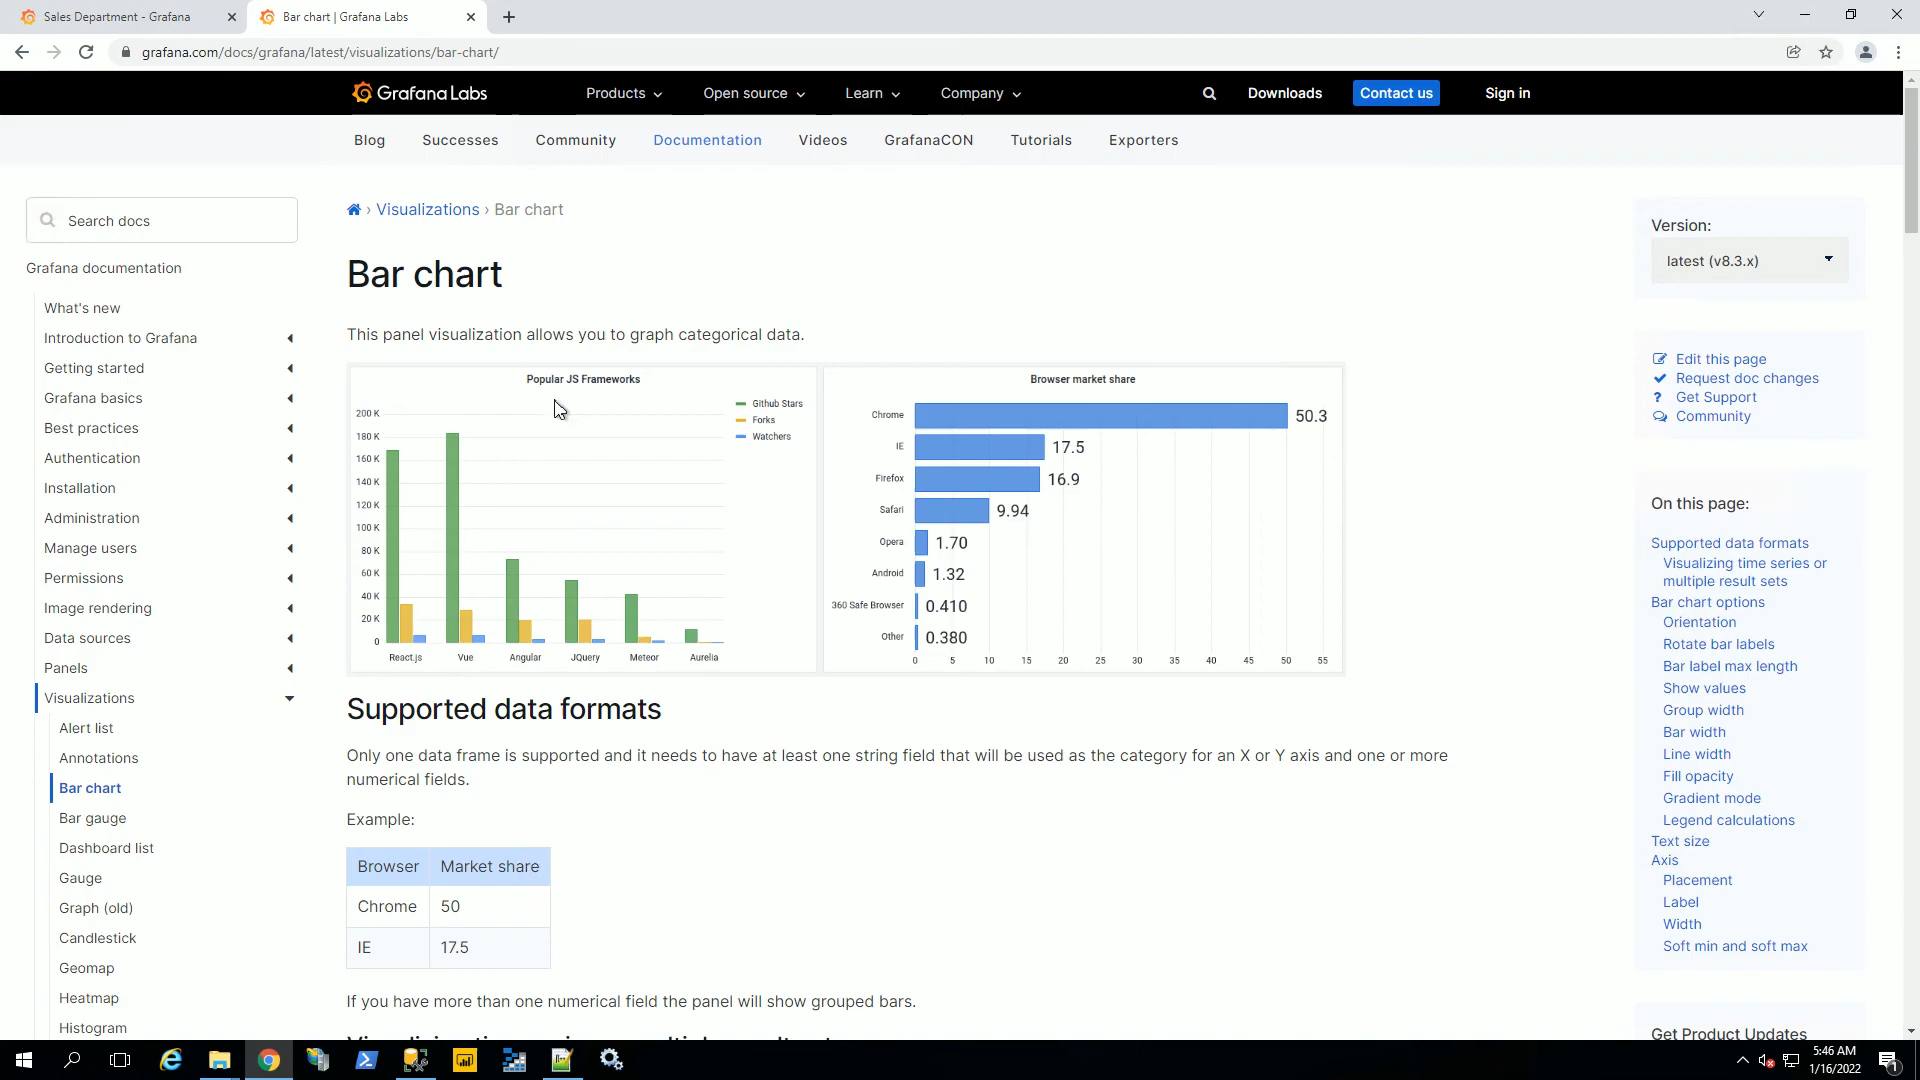 Sales Department - Grafana
Bar chart | Grafana Labs
grafana.com/docs/grafana/latest/visualizations/bar-chart/
Grafana Labs
Products
Open source
Learn
Company
Downloads
Contact us
Sign in
Blog
Successes
Community
Documentation
Videos
GrafanaCON
Tutorials
Exporters
Search docs
Grafana documentation
What's new
Introduction to Grafana
Getting started
Grafana basics
Best practices
Authentication
Installation
Administration
Manage users
Permissions
Image rendering
Data sources
Panels
Visualizations
Alert list
Annotations
Bar chart
Bar gauge
Dashboard list
Gauge
Graph (old)
Candlestick
Geomap
Heatmap
Histogram
› Visualizations › Bar chart
Bar chart
This panel visualization allows you to graph categorical data.
Popular JS Frameworks
200 K
180 K
160 K
140 K
120 K
100 K
80 K
60 K
40 K
20 K
0
React.js
Vue
Angular
JQuery
Meteor
Aurelia
Github Stars
Forks
Watchers
Browser market share
Chrome 50.3
IE 17.5
Firefox 16.9
Safari 9.94
Opera 1.70
Android 1.32
360 Safe Browser 0.410
Other 0.380
0 5 10 15 20 25 30 35 40 45 50 55
Supported data formats
Only one data frame is supported and it needs to have at least one string field that will be used as the category for an X or Y axis and one or more
numerical fields.
Example:
Browser Market share
Chrome 50
IE 17.5
If you have more than one numerical field the panel will show grouped bars.
Version:
latest (v8.3.x)
Edit this page
Request doc changes
Get Support
Community
On this page:
Supported data formats
Visualizing time series or
multiple result sets
Bar chart options
Orientation
Rotate bar labels
Bar label max length
Show values
Group width
Bar width
Line width
Fill opacity
Gradient mode
Legend calculations
Text size
Axis
Placement
Label
Width
Soft min and soft max
Get Product Updates
5:46 AM
1/16/2022
1